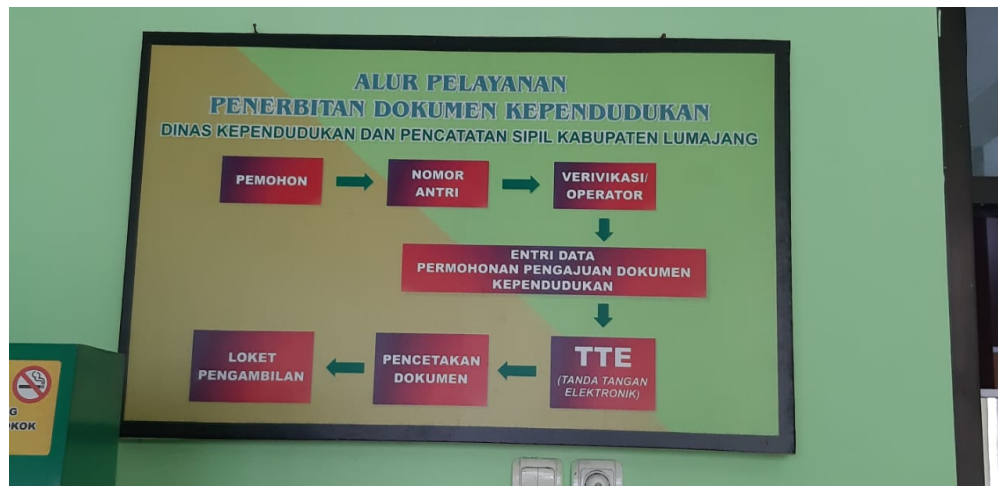 ALUR PELAYANAN
PENERBITAN DOKUMEN KEPENDUDUKAN
DINAS KEPENDUDUKAN DAN PENCATATAN SIPIL KABUPATEN LUMAJANG
PEMOHON
NOMOR
ANTRI
VERIVIKASI/
OPERATOR
ENTRI DATA
PERMOHONAN PENGAJUAN DOKUMEN
KEPENDUDUKAN
TTE
(TANDA TANGAN
ELEKTRONIK)
PENCETAKAN
DOKUMEN
LOKET
PENGAMBILAN
G
OKOK